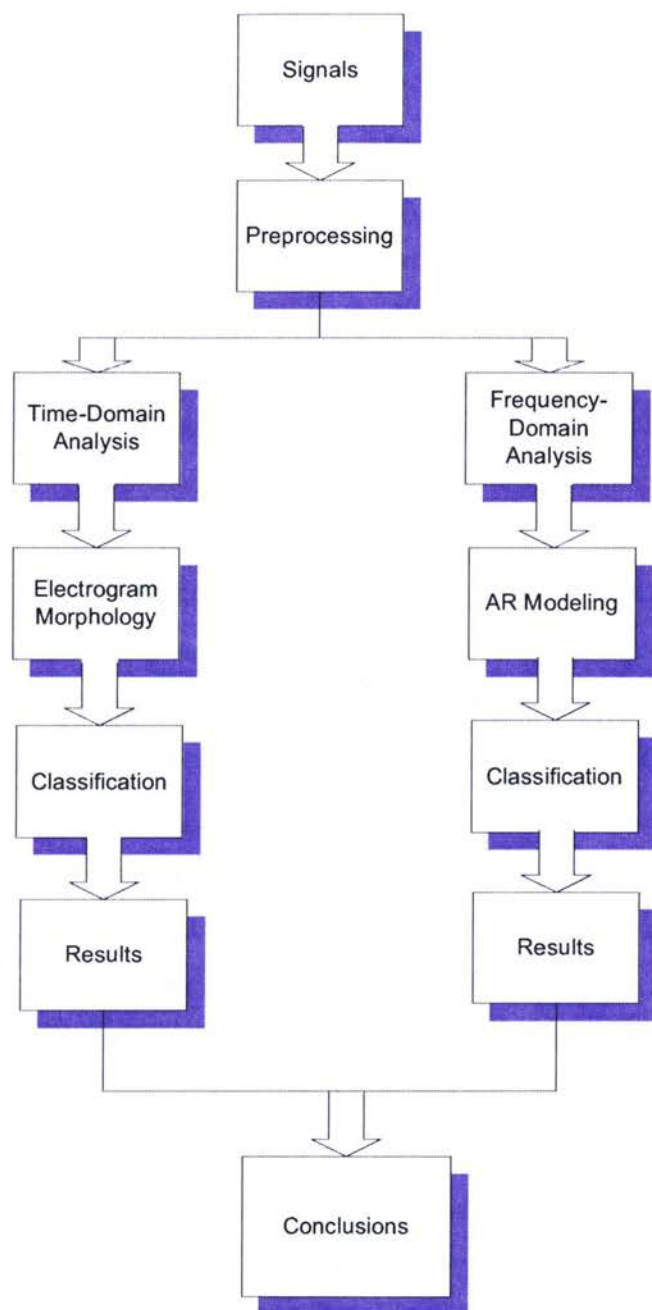 Signals
Preprocessing
Time-Domain
Analysis
Electrogram
Morphology
Classification
Results
Frequency-
Domain
Analysis
AR Modeling
Classification
Results
Conclusions